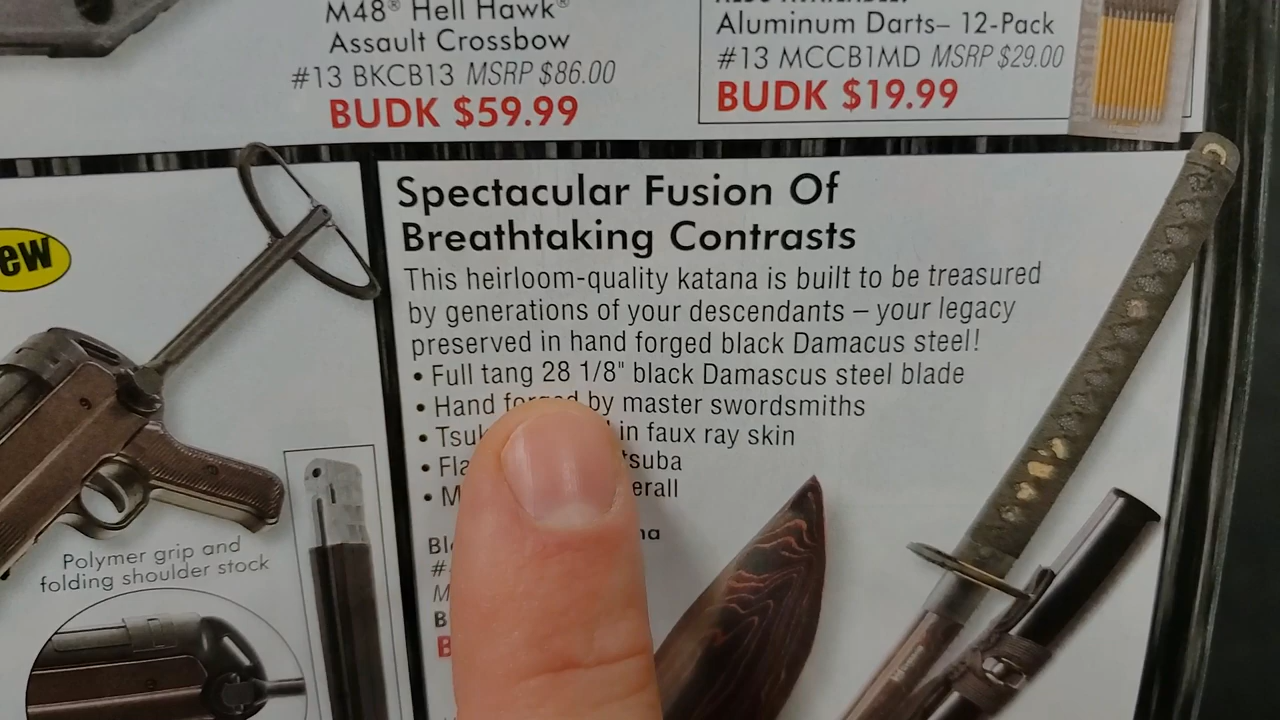 M48® Hell Hawk®
Assault Crossbow
#13 BKCB13 MSRP $86.00
BUDK $59.99
Aluminum Darts– 12-Pack
#13 MCCB1MD MSRP $29.00
BUDK $19.99
Polymer grip and
folding shoulder stock
Spectacular Fusion Of
Breathtaking Contrasts
This heirloom-quality katana is built to be treasured
by generations of your descendants – your legacy
preserved in hand forged black Damacus steel!
• Full tang 28 1/8" black Damascus steel blade
• Hand forged by master swordsmiths
• in faux ray skin
• tsuba